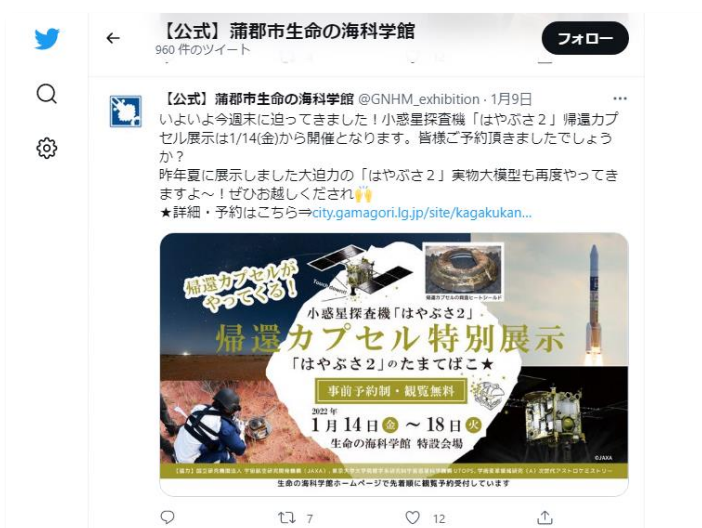 【公式】蒲郡市生命の海科学館
960 件のツイート
フォロー
【公式】蒲郡市生命の海科学館 @GNHM_exhibition · 1月9日
いよいよ今週末に迫ってきました！小惑星探査機「はやぶさ２」帰還カプ
セル展示は1/14(金)から開催となります。皆様ご予約頂きましたでしょう
か？
昨年夏に展示しました大迫力の「はやぶさ２」実物大模型も再度やってき
ますよ～！ぜひお越しくだされ🙌
★詳細・予約はこちら⇒city.gamagori.lg.jp/site/kagakukan...
帰還カプセルが
やってくる！
帰還カプセルの背面ヒートシールド
小惑星探査機「はやぶさ2」
帰還カプセル特別展示
「はやぶさ2」のたまてばこ★
事前予約制・観覧無料
2022年
1月14日金～18日火
生命の海科学館 特設会場
©JAXA
生命の海科学館ホームページで先着順に観覧予約受付しています
7
12